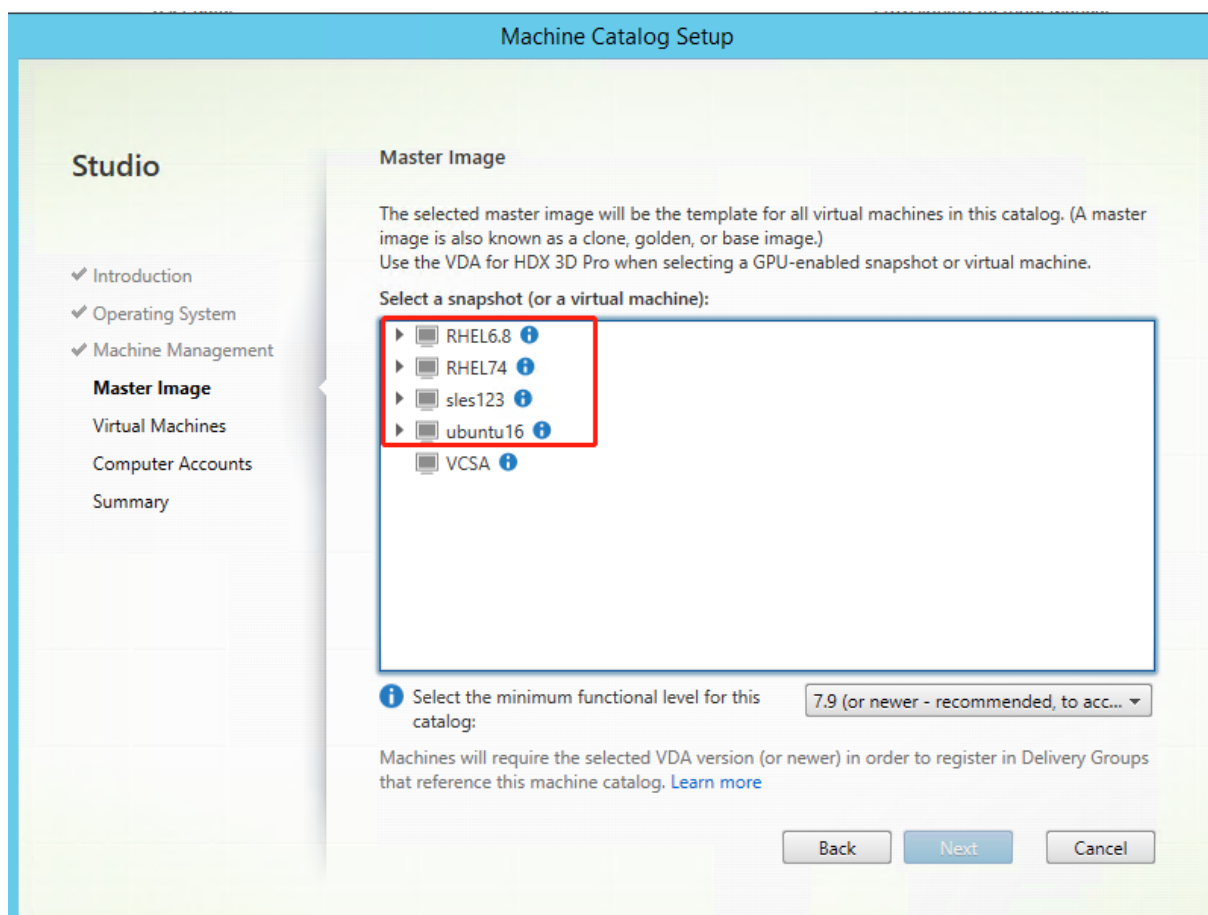 Machine Catalog Setup
Studio
Introduction
Operating System
Machine Management
Master Image
Virtual Machines
Computer Accounts
Summary
Master Image
The selected master image will be the template for all virtual machines in this catalog. (A master
image is also known as a clone, golden, or base image.)
Use the VDA for HDX 3D Pro when selecting a GPU-enabled snapshot or virtual machine.
Select a snapshot (or a virtual machine):
RHEL6.8
RHEL74
sles123
ubuntu16
VCSA
Select the minimum functional level for this
catalog:
7.9 (or newer - recommended, to acc...
Machines will require the selected VDA version (or newer) in order to register in Delivery Groups
that reference this machine catalog. Learn more
Back
Next
Cancel